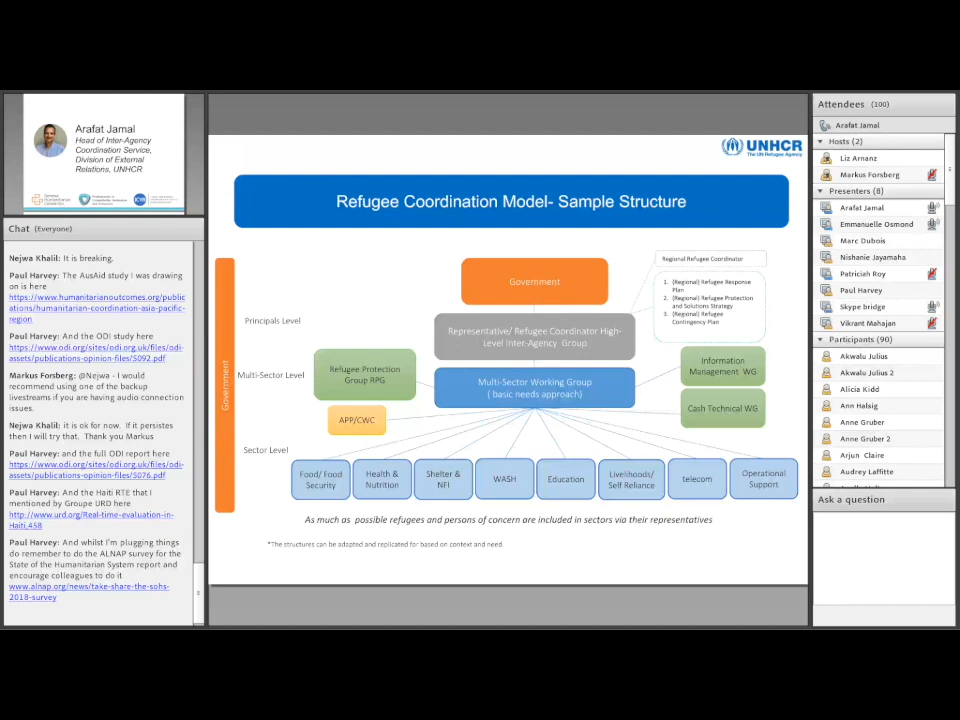 Arafat Jamal
Head of Inter-Agency
Coordination Service,
Division of External
Relations, UNHCR
Chat (Everyone)
Nejwa Khalil: It is breaking.
Paul Harvey: The AusAid study I was drawing
on is here
https://www.humanitarianoutcomes.org/public
ations/humanitarian-coordination-asia-pacific-
region
Paul Harvey: And the ODI study here
https://www.odi.org/sites/odi.org.uk/files/odi-
assets/publications-opinion-files/5092.pdf
Markus Forsberg: @Nejwa - I would
recommend using one of the backup
livestreams if you are having audio connection
issues.
Nejwa Khalil: it is ok for now. If it persistes
then I will try that. Thank you Markus
Paul Harvey: and the full ODI report here
https://www.odi.org/sites/odi.org.uk/files/odi-
assets/publications-opinion-files/5076.pdf
Paul Harvey: And the Haiti RTE that I
mentioned by Groupe URD here
http://www.urd.org/Real-time-evaluation-in-
Haiti,458
Paul Harvey: And whilst I'm plugging things
do remember to do the ALNAP survey for the
State of the Humanitarian System report and
encourage colleagues to do it
www.alnap.org/news/take-share-the-sohs-
2018-survey
UNHCR
The UN Refugee Agency
Refugee Coordination Model- Sample Structure
Government
Government
Regional Refugee Coordinator
1. (Regional) Refugee Response
Plan
2. (Regional) Refugee Protection
and Solutions Strategy
3. (Regional) Refugee
Contingency Plan
Principals Level
Representative/ Refugee Coordinator High-
Level Inter-Agency Group
Multi-Sector Level
Refugee Protection
Group RPG
Multi-Sector Working Group
( basic needs approach)
Information
Management WG
Cash Technical WG
APP/CWC
Sector Level
Food/ Food
Security
Health &
Nutrition
Shelter &
NFI
WASH
Education
Livelihoods/
Self Reliance
telecom
Operational
Support
As much as possible refugees and persons of concern are included in sectors via their representatives
*The structures can be adapted and replicated for based on context and need.
Attendees (100)
Arafat Jamal
Hosts (2)
Liz Arnanz
Markus Forsberg
Presenters (8)
Arafat Jamal
Emmanuelle Osmond
Marc Dubois
Nishanie Jayamaha
Patriciah Roy
Paul Harvey
Skype bridge
Vikrant Mahajan
Participants (90)
Akwalu Julius
Akwalu Julius 2
Alicia Kidd
Ann Halsig
Anne Gruber
Anne Gruber 2
Arjun Claire
Audrey Laffitte
Ask a question